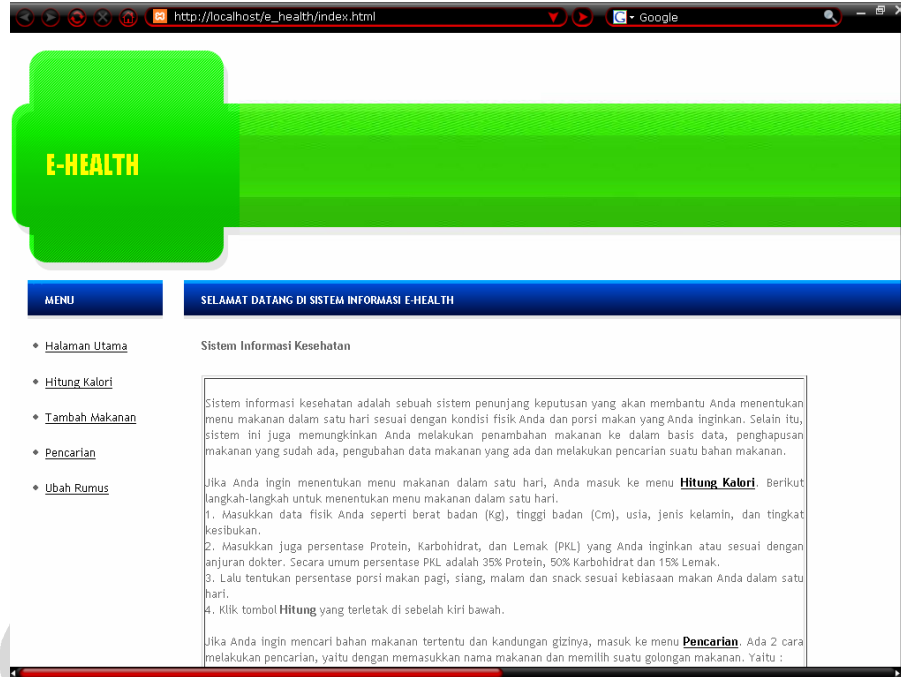 http://localhost/e_health/index.html
Google
E-HEALTH
MENU
SELAMAT DATANG DI SISTEM INFORMASI E-HEALTH
Halaman Utama
Hitung Kalori
Tambah Makanan
Pencarian
Ubah Rumus
Sistem Informasi Kesehatan
Sistem informasi kesehatan adalah sebuah sistem penunjang keputusan yang akan membantu Anda menentukan
menu makanan dalam satu hari sesuai dengan kondisi fisik Anda dan porsi makan yang Anda inginkan. Selain itu,
sistem ini juga memungkinkan Anda melakukan penambahan makanan ke dalam basis data, penghapusan
makanan yang sudah ada, pengubahan data makanan yang ada dan melakukan pencarian suatu bahan makanan.
Jika Anda ingin menentukan menu makanan dalam satu hari, Anda masuk ke menu Hitung Kalori. Berikut
langkah-langkah untuk menentukan menu makanan dalam satu hari.
1. Masukkan data fisik Anda seperti berat badan (Kg), tinggi badan (Cm), usia, jenis kelamin, dan tingkat
kesibukan.
2. Masukkan juga persentase Protein, Karbohidrat, dan Lemak (PKL) yang Anda inginkan atau sesuai dengan
anjuran dokter. Secara umum persentase PKL adalah 35% Protein, 50% Karbohidrat dan 15% Lemak.
3. Lalu tentukan persentase porsi makan pagi, siang, malam dan snack sesuai kebiasaan makan Anda dalam satu
hari.
4. Klik tombol Hitung yang terletak di sebelah kiri bawah.
Jika Anda ingin mencari bahan makanan tertentu dan kandungan gizinya, masuk ke menu Pencarian. Ada 2 cara
melakukan pencarian, yaitu dengan memasukkan nama makanan dan memilih suatu golongan makanan. Yaitu :